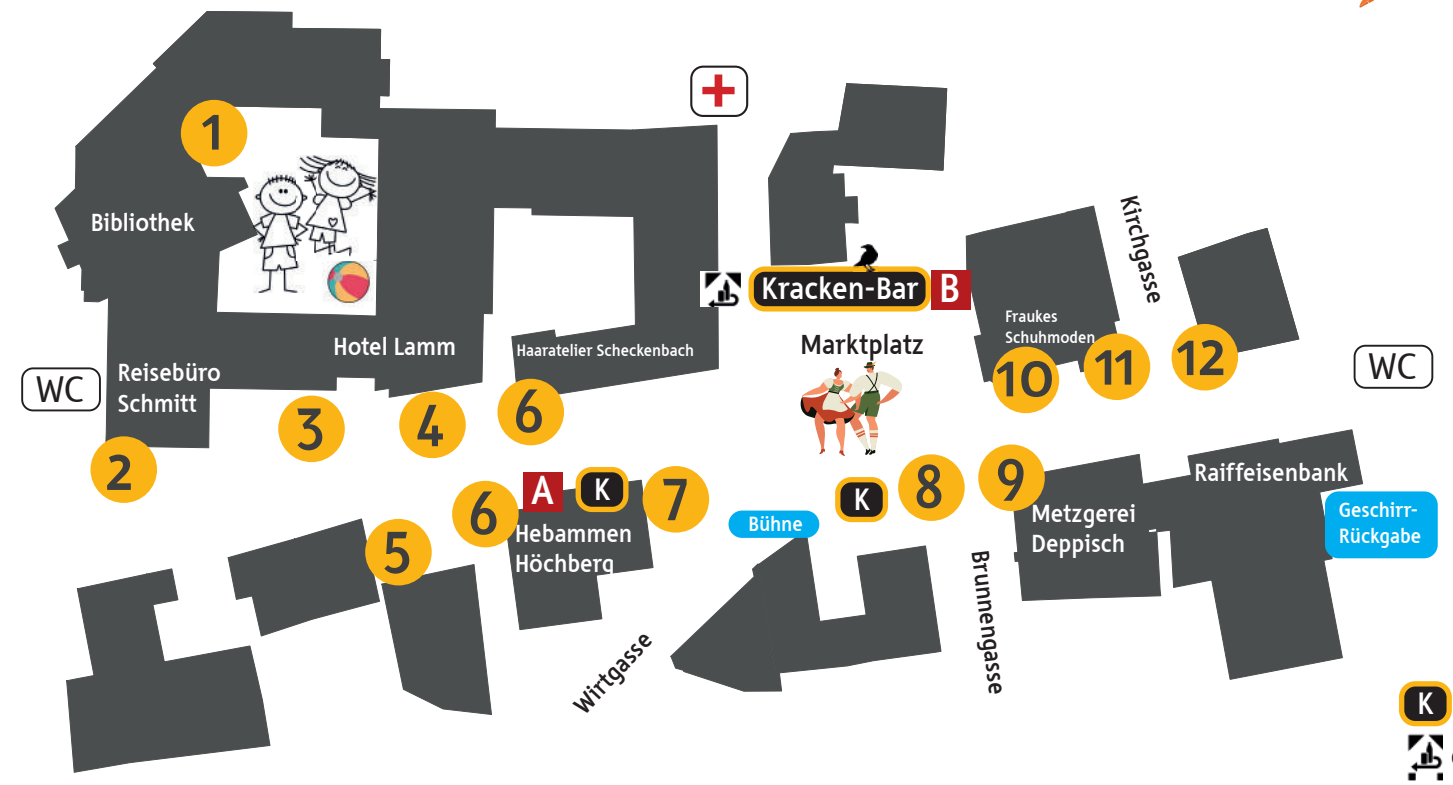 1
Bibliothek
Kirchgasse
Kracken-Bar
B
Fraukes
Schuhmoden
Marktplatz
Hotel Lamm
Haaratelier Scheckenbach
WC
Reisebüro
Schmitt
10
11
12
WC
2
3
4
6
6
A
K
7
Bühne
K
8
9
Raiffeisenbank
Metzgerei
Deppisch
Geschirr-
Rückgabe
5
Hebammen
Höchberg
Brunnengasse
Wirtgasse
K